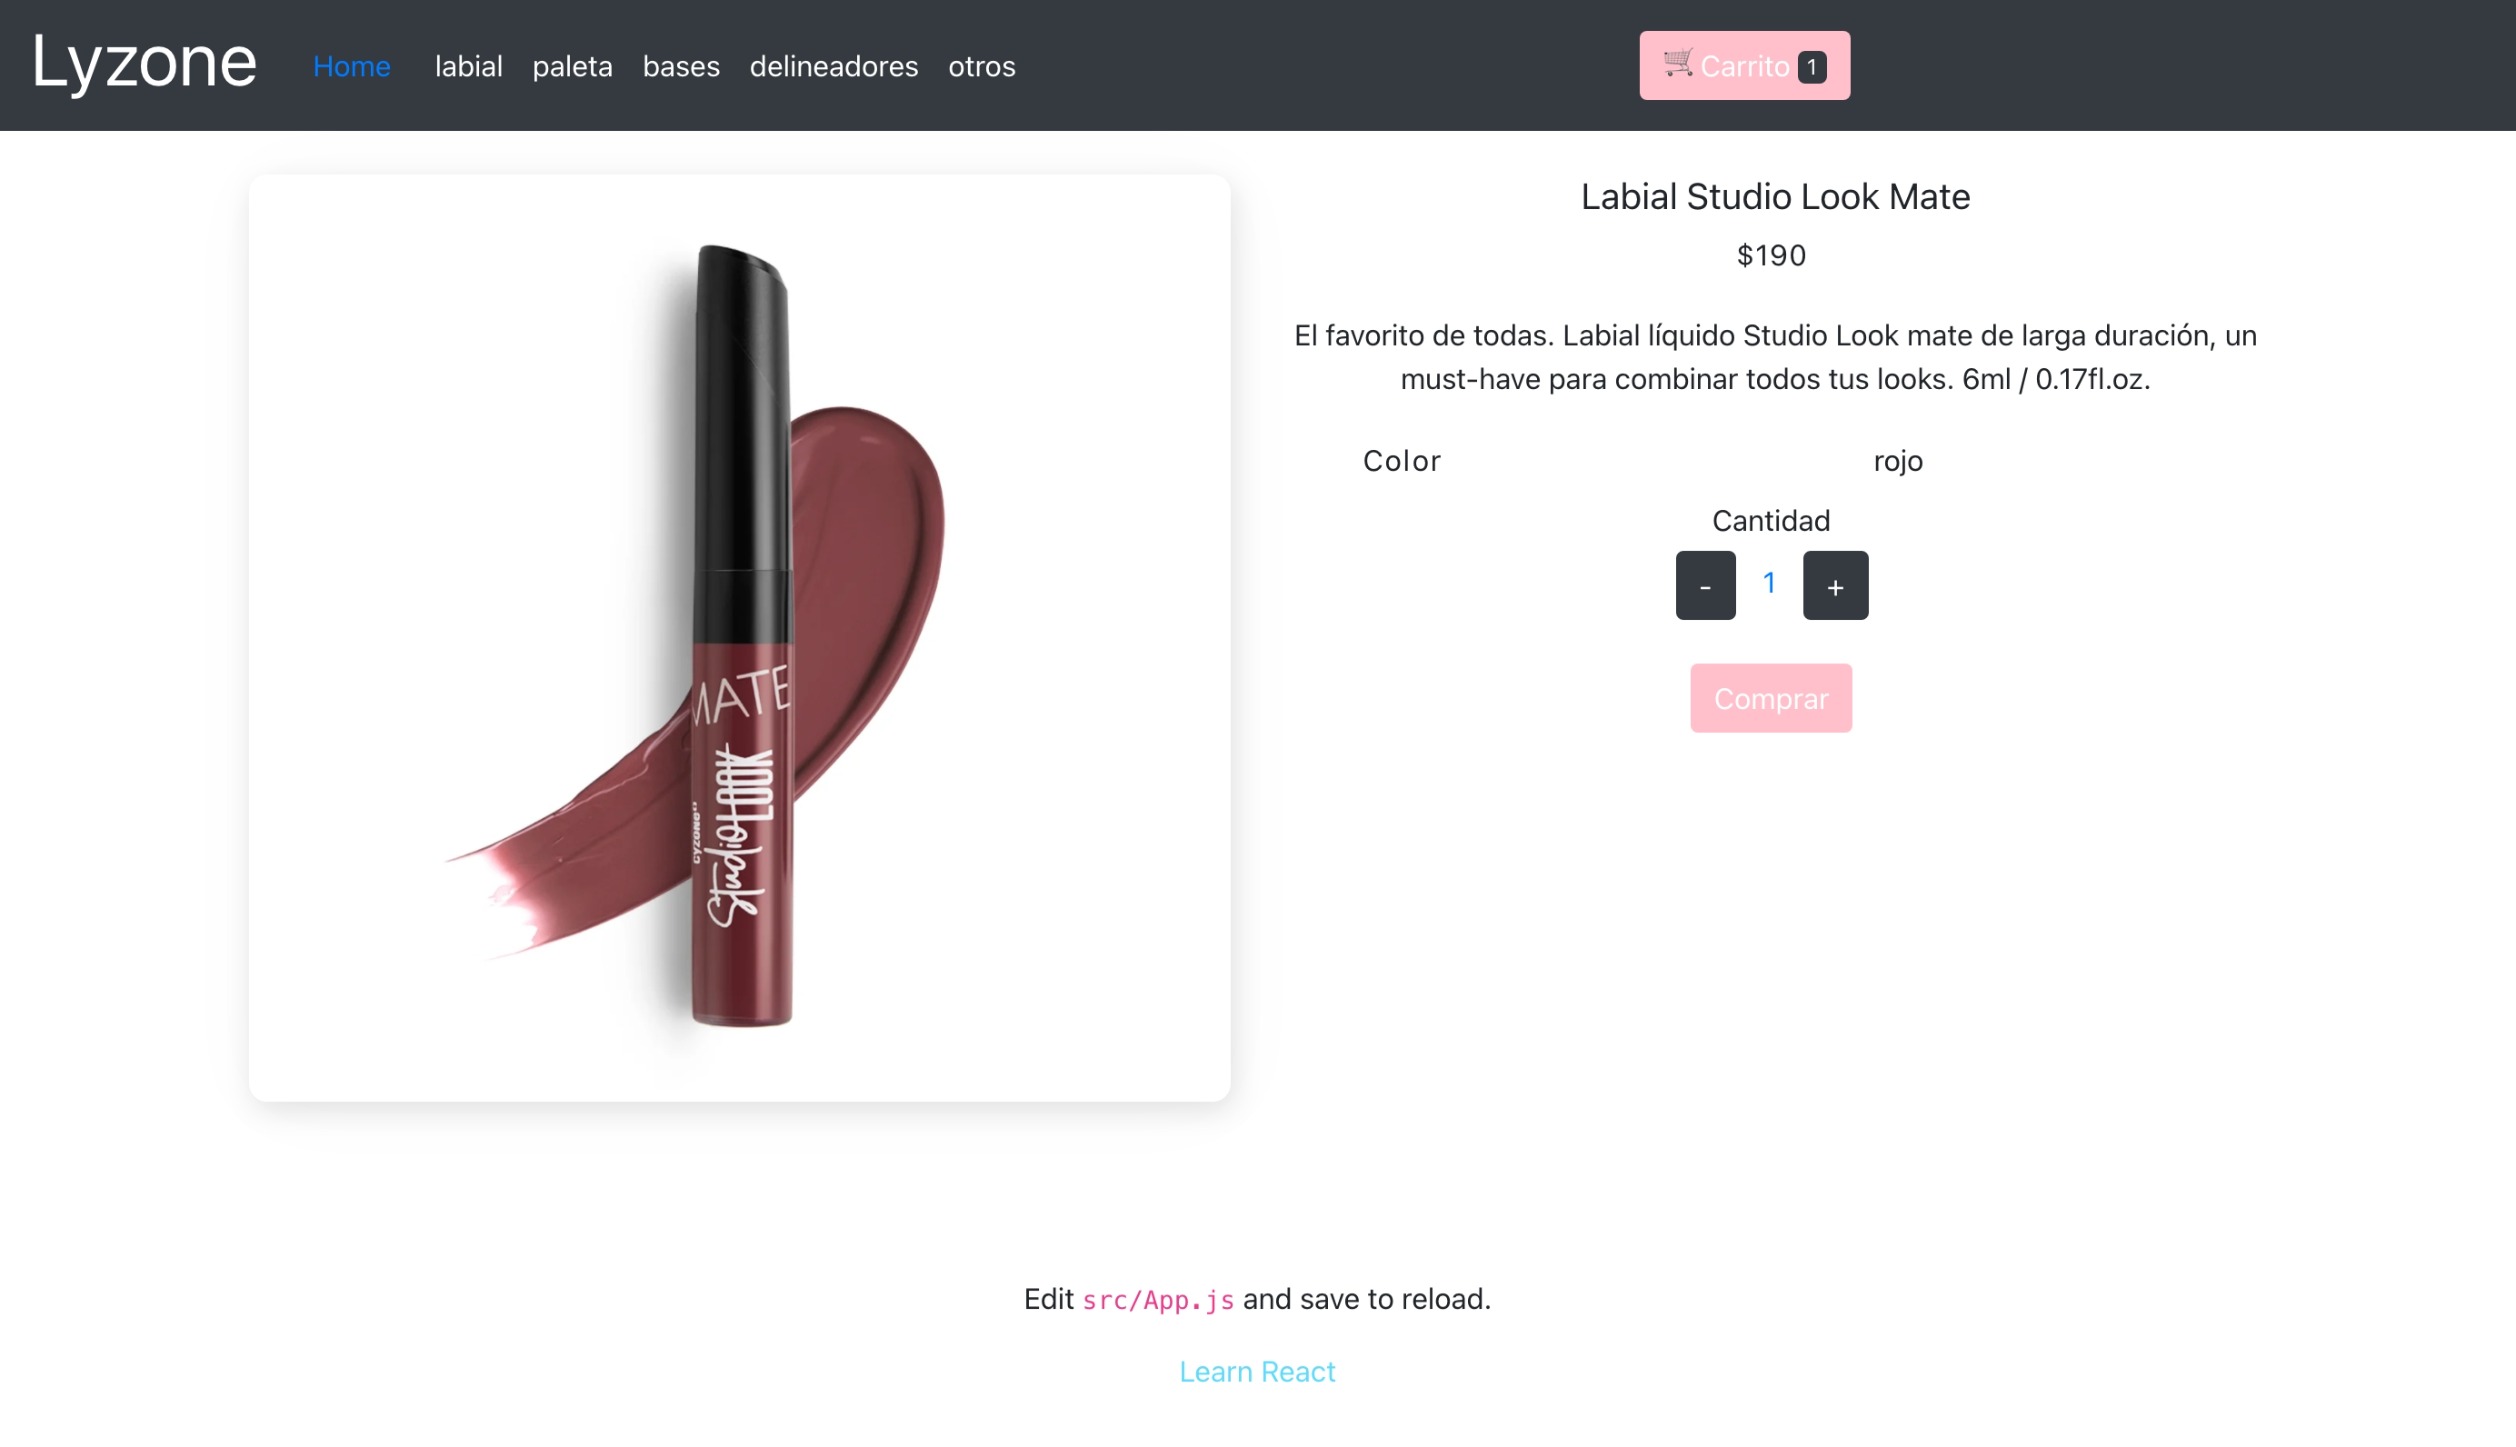 Lyzone
Home labial paleta bases delineadores otros
Carrito 1
MATE
cyzone
Studio LOOK
Labial Studio Look Mate
$190
El favorito de todas. Labial líquido Studio Look mate de larga duración, un
must-have para combinar todos tus looks. 6ml / 0.17fl.oz.
Color rojo
Cantidad
- 1 +
Comprar
Edit src/App.js and save to reload.
Learn React